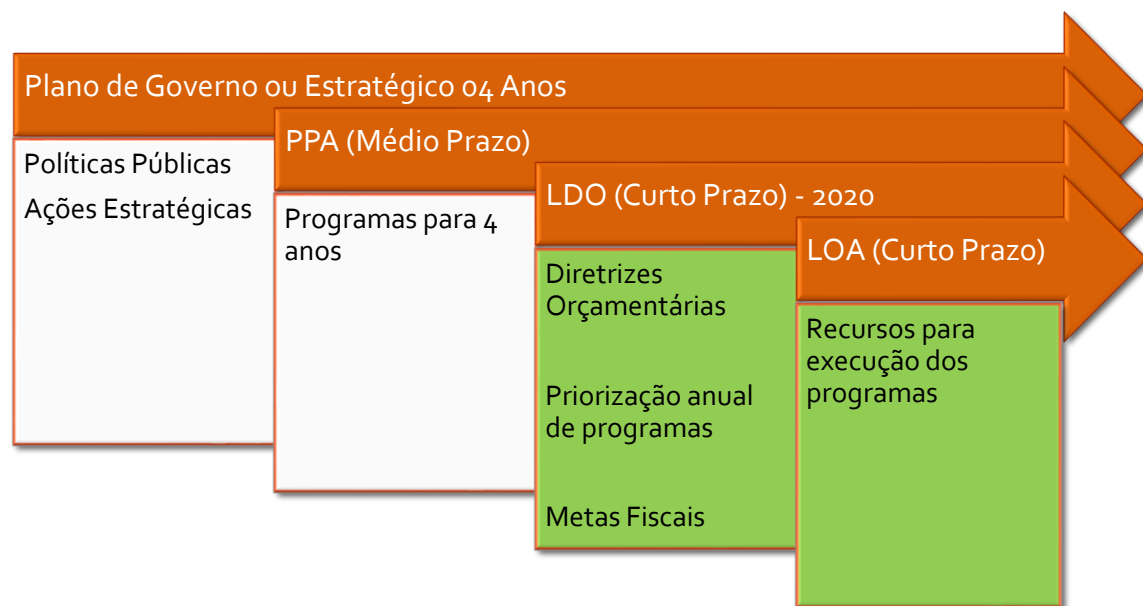 Plano de Governo ou Estratégico 04 Anos
PPA (Médio Prazo)
Políticas Públicas
Ações Estratégicas
LDO (Curto Prazo) - 2020
Programas para 4
anos
LOA (Curto Prazo)
Diretrizes
Orçamentárias
Priorização anual
de programas
Metas Fiscais
Recursos para
execução dos
programas